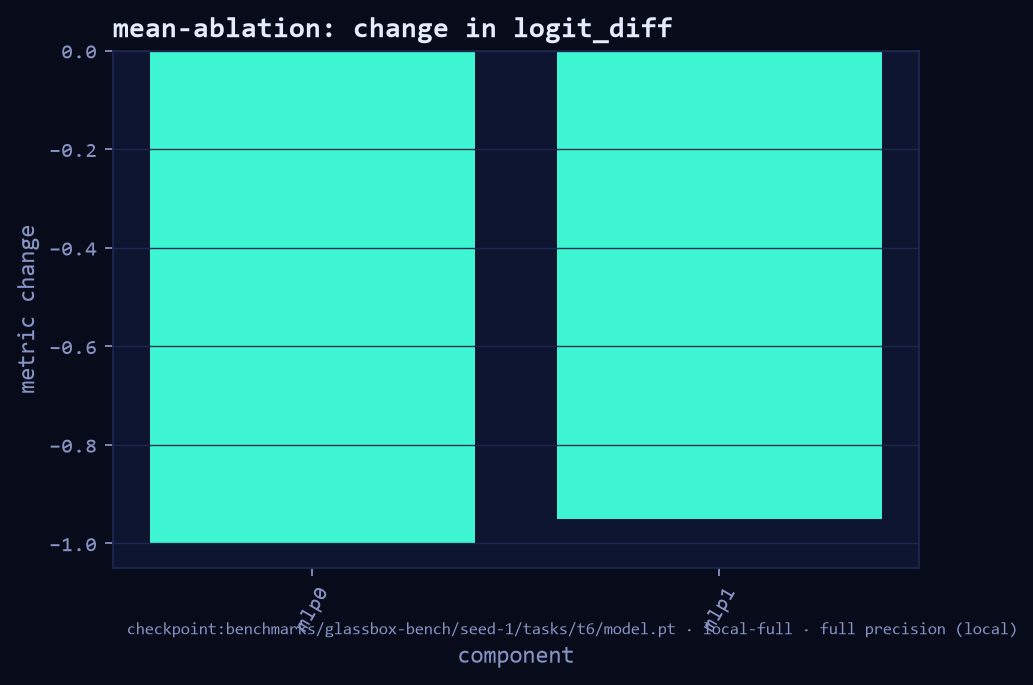 mean-ablation: change in logit_diff
0.0
−0.2
−0.4
−0.6
−0.8
−1.0
metric change
mlp0
mlp1
checkpoint:benchmarks/glassbox-bench/seed-1/tasks/t6/model.pt · local-full · full precision (local)
component